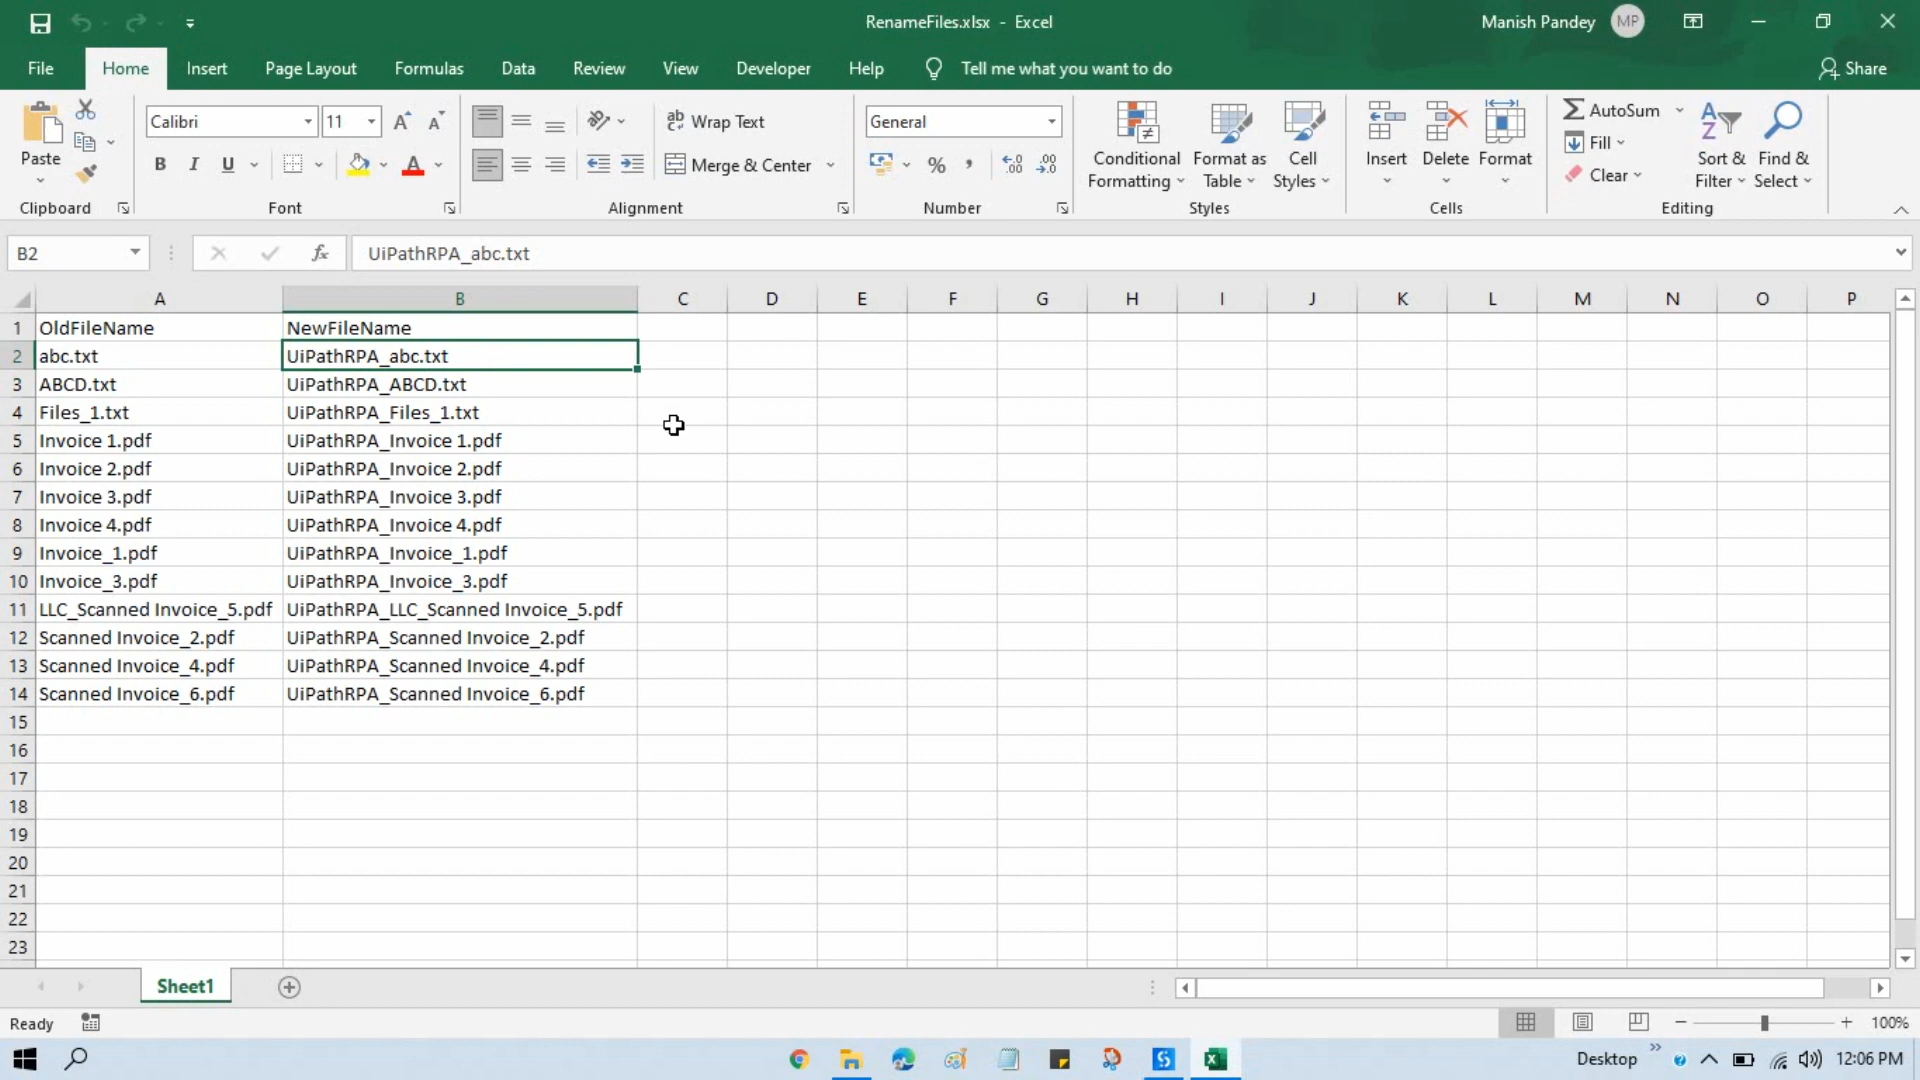 RenameFiles.xlsx - Excel
Manish Pandey MP
File Home Insert Page Layout Formulas Data Review View Developer Help Tell me what you want to do Share
Paste
Clipboard
Calibri 11
B I U A
Font
ab Wrap Text
Merge & Center
Alignment
General
% , .00 .00
Number
Conditional Formatting
Format as Table
Cell Styles
Styles
Insert Delete Format
Cells
AutoSum
Fill
Clear
Sort & Filter
Find & Select
Editing
B2 fx UiPathRPA_abc.txt
A B C D E F G H I J K L M N O P
1 OldFileName NewFileName
2 abc.txt UiPathRPA_abc.txt
3 ABCD.txt UiPathRPA_ABCD.txt
4 Files_1.txt UiPathRPA_Files_1.txt
5 Invoice 1.pdf UiPathRPA_Invoice 1.pdf
6 Invoice 2.pdf UiPathRPA_Invoice 2.pdf
7 Invoice 3.pdf UiPathRPA_Invoice 3.pdf
8 Invoice 4.pdf UiPathRPA_Invoice 4.pdf
9 Invoice_1.pdf UiPathRPA_Invoice_1.pdf
10 Invoice_3.pdf UiPathRPA_Invoice_3.pdf
11 LLC_Scanned Invoice_5.pdf UiPathRPA_LLC_Scanned Invoice_5.pdf
12 Scanned Invoice_2.pdf UiPathRPA_Scanned Invoice_2.pdf
13 Scanned Invoice_4.pdf UiPathRPA_Scanned Invoice_4.pdf
14 Scanned Invoice_6.pdf UiPathRPA_Scanned Invoice_6.pdf
15
16
17
18
19
20
21
22
23
Sheet1
Ready 100%
Desktop 12:06 PM